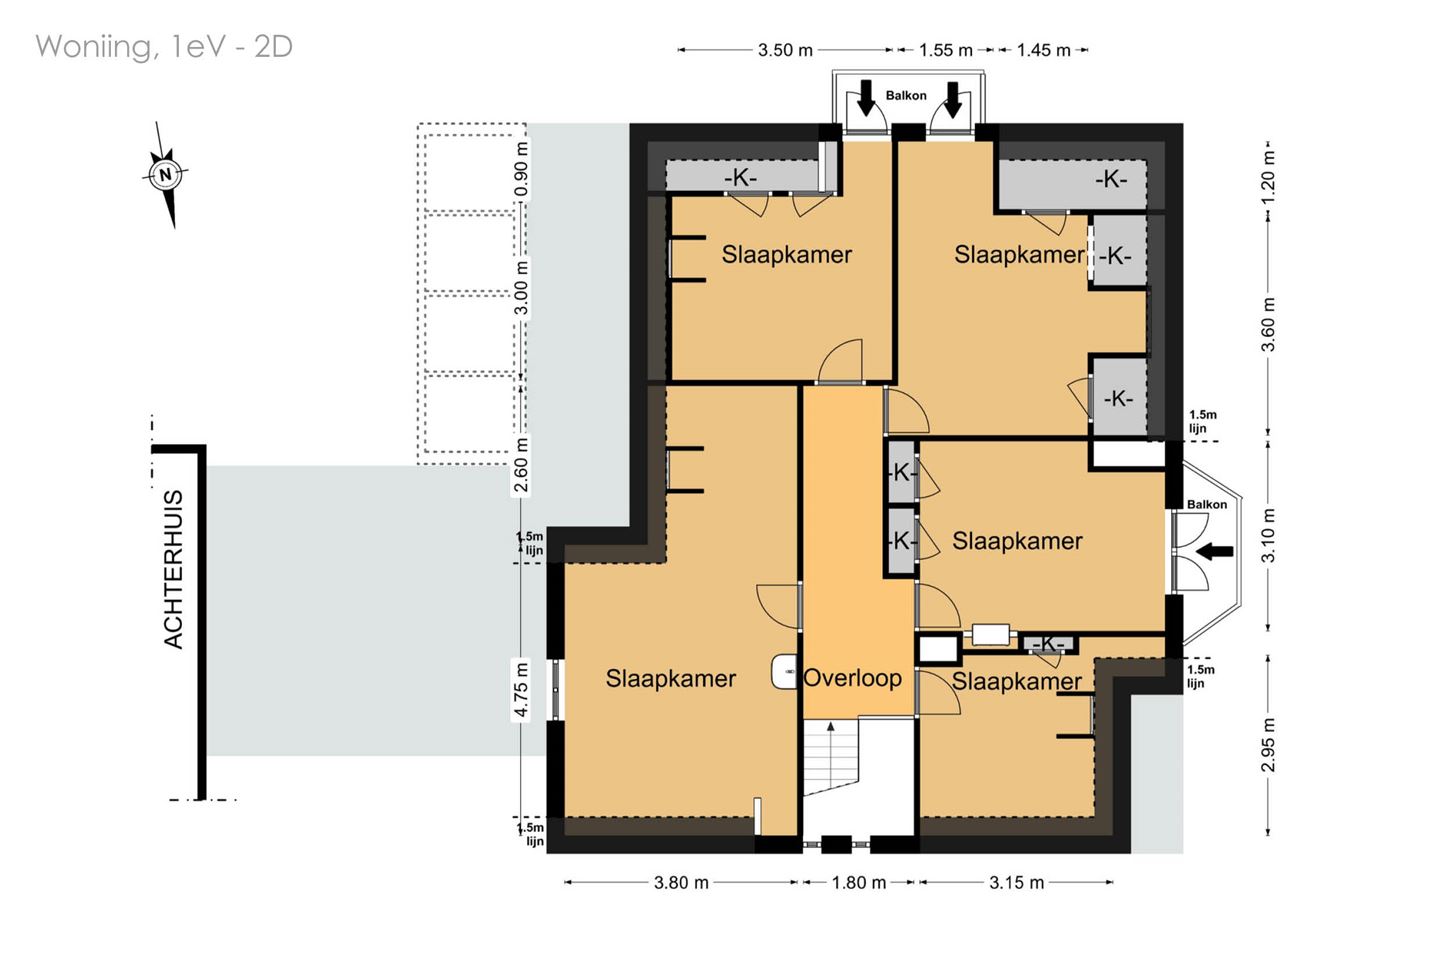 Woniing, 1eV - 2D
3.50 m
1.55 m
1.45 m
Balkon
N
0.90 m
3.00 m
2.60 m
4.75 m
1.20 m
3.60 m
3.10 m
2.95 m
-K-
-K-
Slaapkamer
Slaapkamer
-K-
-K-
1.5m
lijn
-K-
-K-
Slaapkamer
Balkon
1.5m
lijn
ACHTERHUIS
-K-
Slaapkamer
Overloop
Slaapkamer
1.5m
lijn
1.5m
lijn
3.80 m
1.80 m
3.15 m